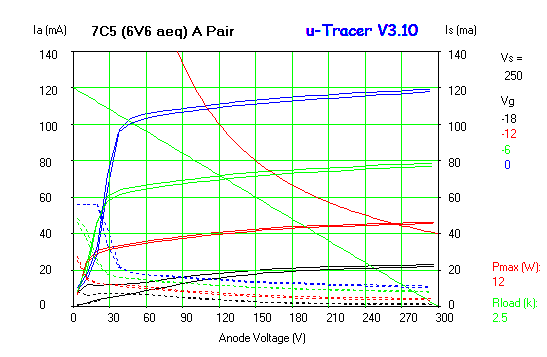 Ia (mA) 7C5 (6V6 aeq) A Pair u-Tracer V3.10 Is (ma)
140 140
120 120
100 100
80 80
60 60
40 40
20 20
0 0
0 30 60 90 120 150 180 210 240 270 300
Anode Voltage (V)
Vs =
250
Vg
-18
-12
-6
0
Pmax (W):
12
Rload (k):
2.5